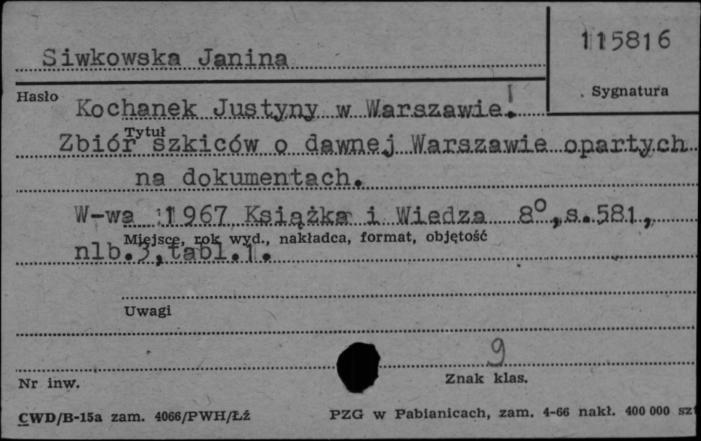 115816
Siwkowska Janina
Hasło
Sygnatura
Kochanek Justyny w Warszawie.
Tytuł
Zbiór szkiców o dawnej Warszawie opartych
na dokumentach.
W-wa 1967 Książka i Wiedza 8⁰,s.581,
Miejsce, rok wyd., nakładca, format, objętość
nlb.3,tabl.1.
Uwagi
9
Nr inw.
Znak klas.
CWD/B-15a zam. 4066/PWH/Łż
PZG w Pabianicach, zam. 4-66 nakł. 400 000 szt